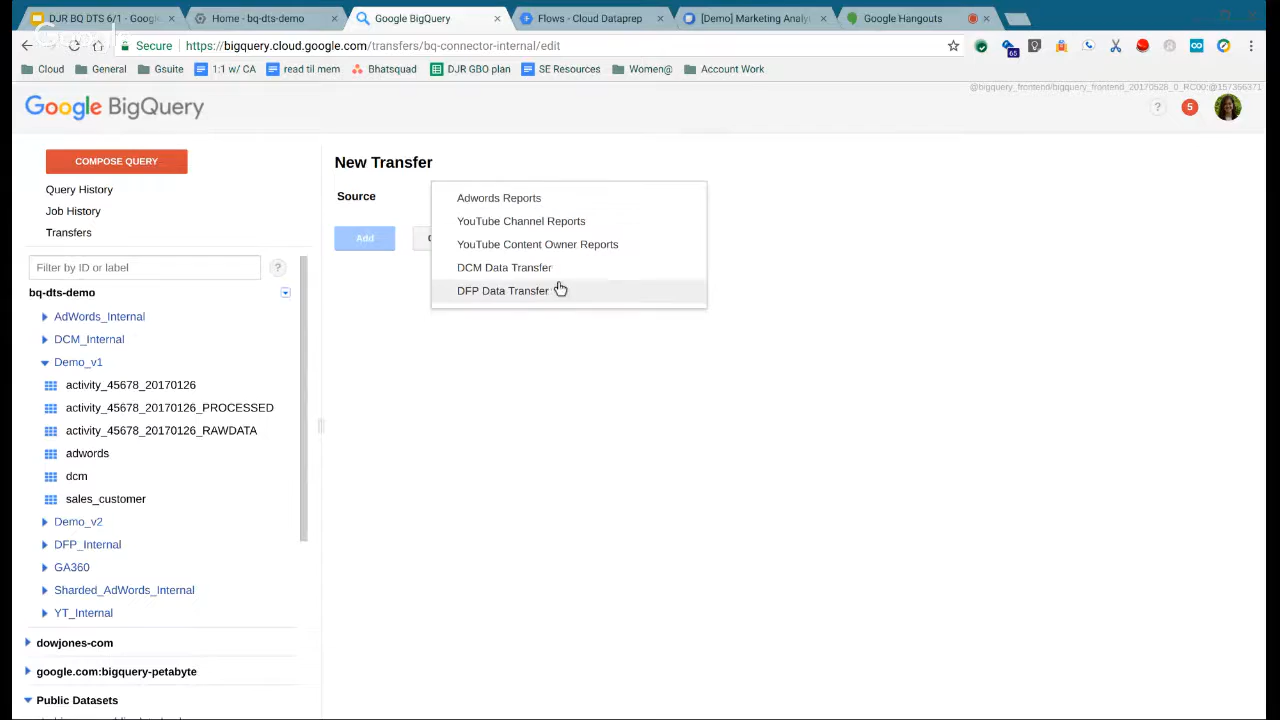 DJR BQ DTS 6/1 - Goog
Home - bq-dts-demo
Google BigQuery
Flows - Cloud Dataprep
[Demo] Marketing Analy
Google Hangouts
Secure
https://bigquery.cloud.google.com/transfers/bq-connector-internal/edit
65
Cloud
General
Gsuite
1:1 w/ CA
read til mem
Bhatsquad
DJR GBO plan
SE Resources
Women@
Account Work
@bigquery_frontend/bigquery_frontend_20170528_0_RC00:@157366371
Google BigQuery
?
5
COMPOSE QUERY
Query History
Job History
Transfers
Filter by ID or label
?
bq-dts-demo
AdWords_Internal
DCM_Internal
Demo_v1
activity_45678_20170126
activity_45678_20170126_PROCESSED
activity_45678_20170126_RAWDATA
adwords
dcm
sales_customer
Demo_v2
DFP_Internal
GA360
Sharded_AdWords_Internal
YT_Internal
dowjones-com
google.com:bigquery-petabyte
Public Datasets
New Transfer
Source
Adwords Reports
YouTube Channel Reports
YouTube Content Owner Reports
DCM Data Transfer
DFP Data Transfer
Add